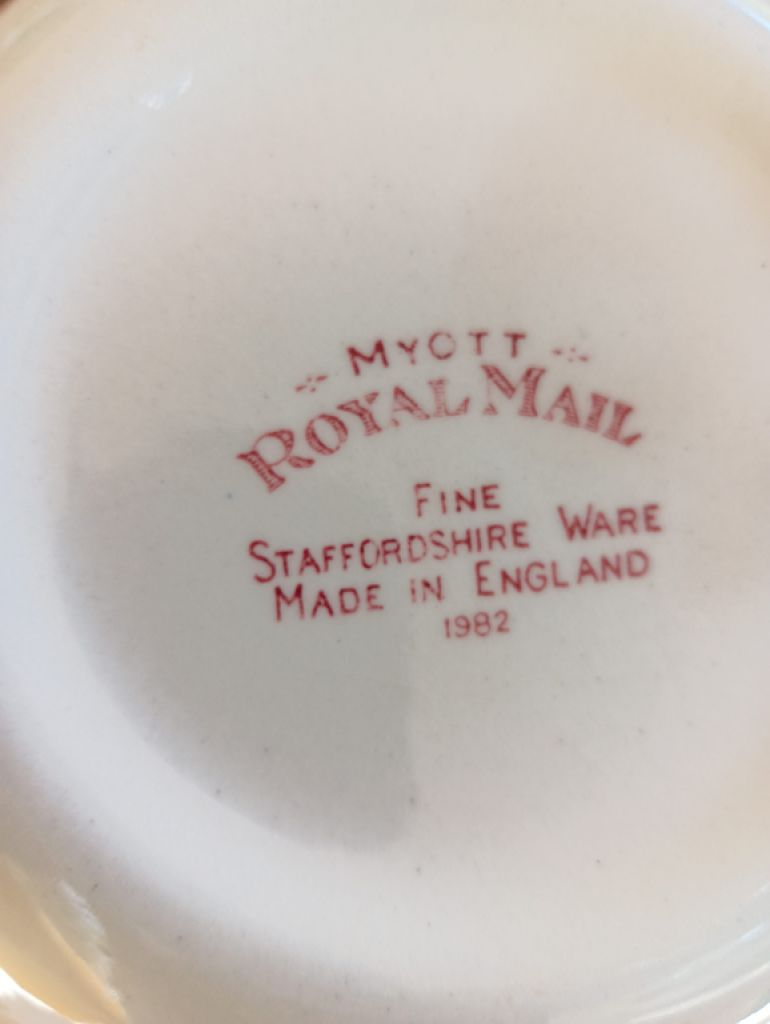 MYOTT
ROYAL MAIL
FINE
STAFFORDSHIRE WARE
MADE IN ENGLAND
1982